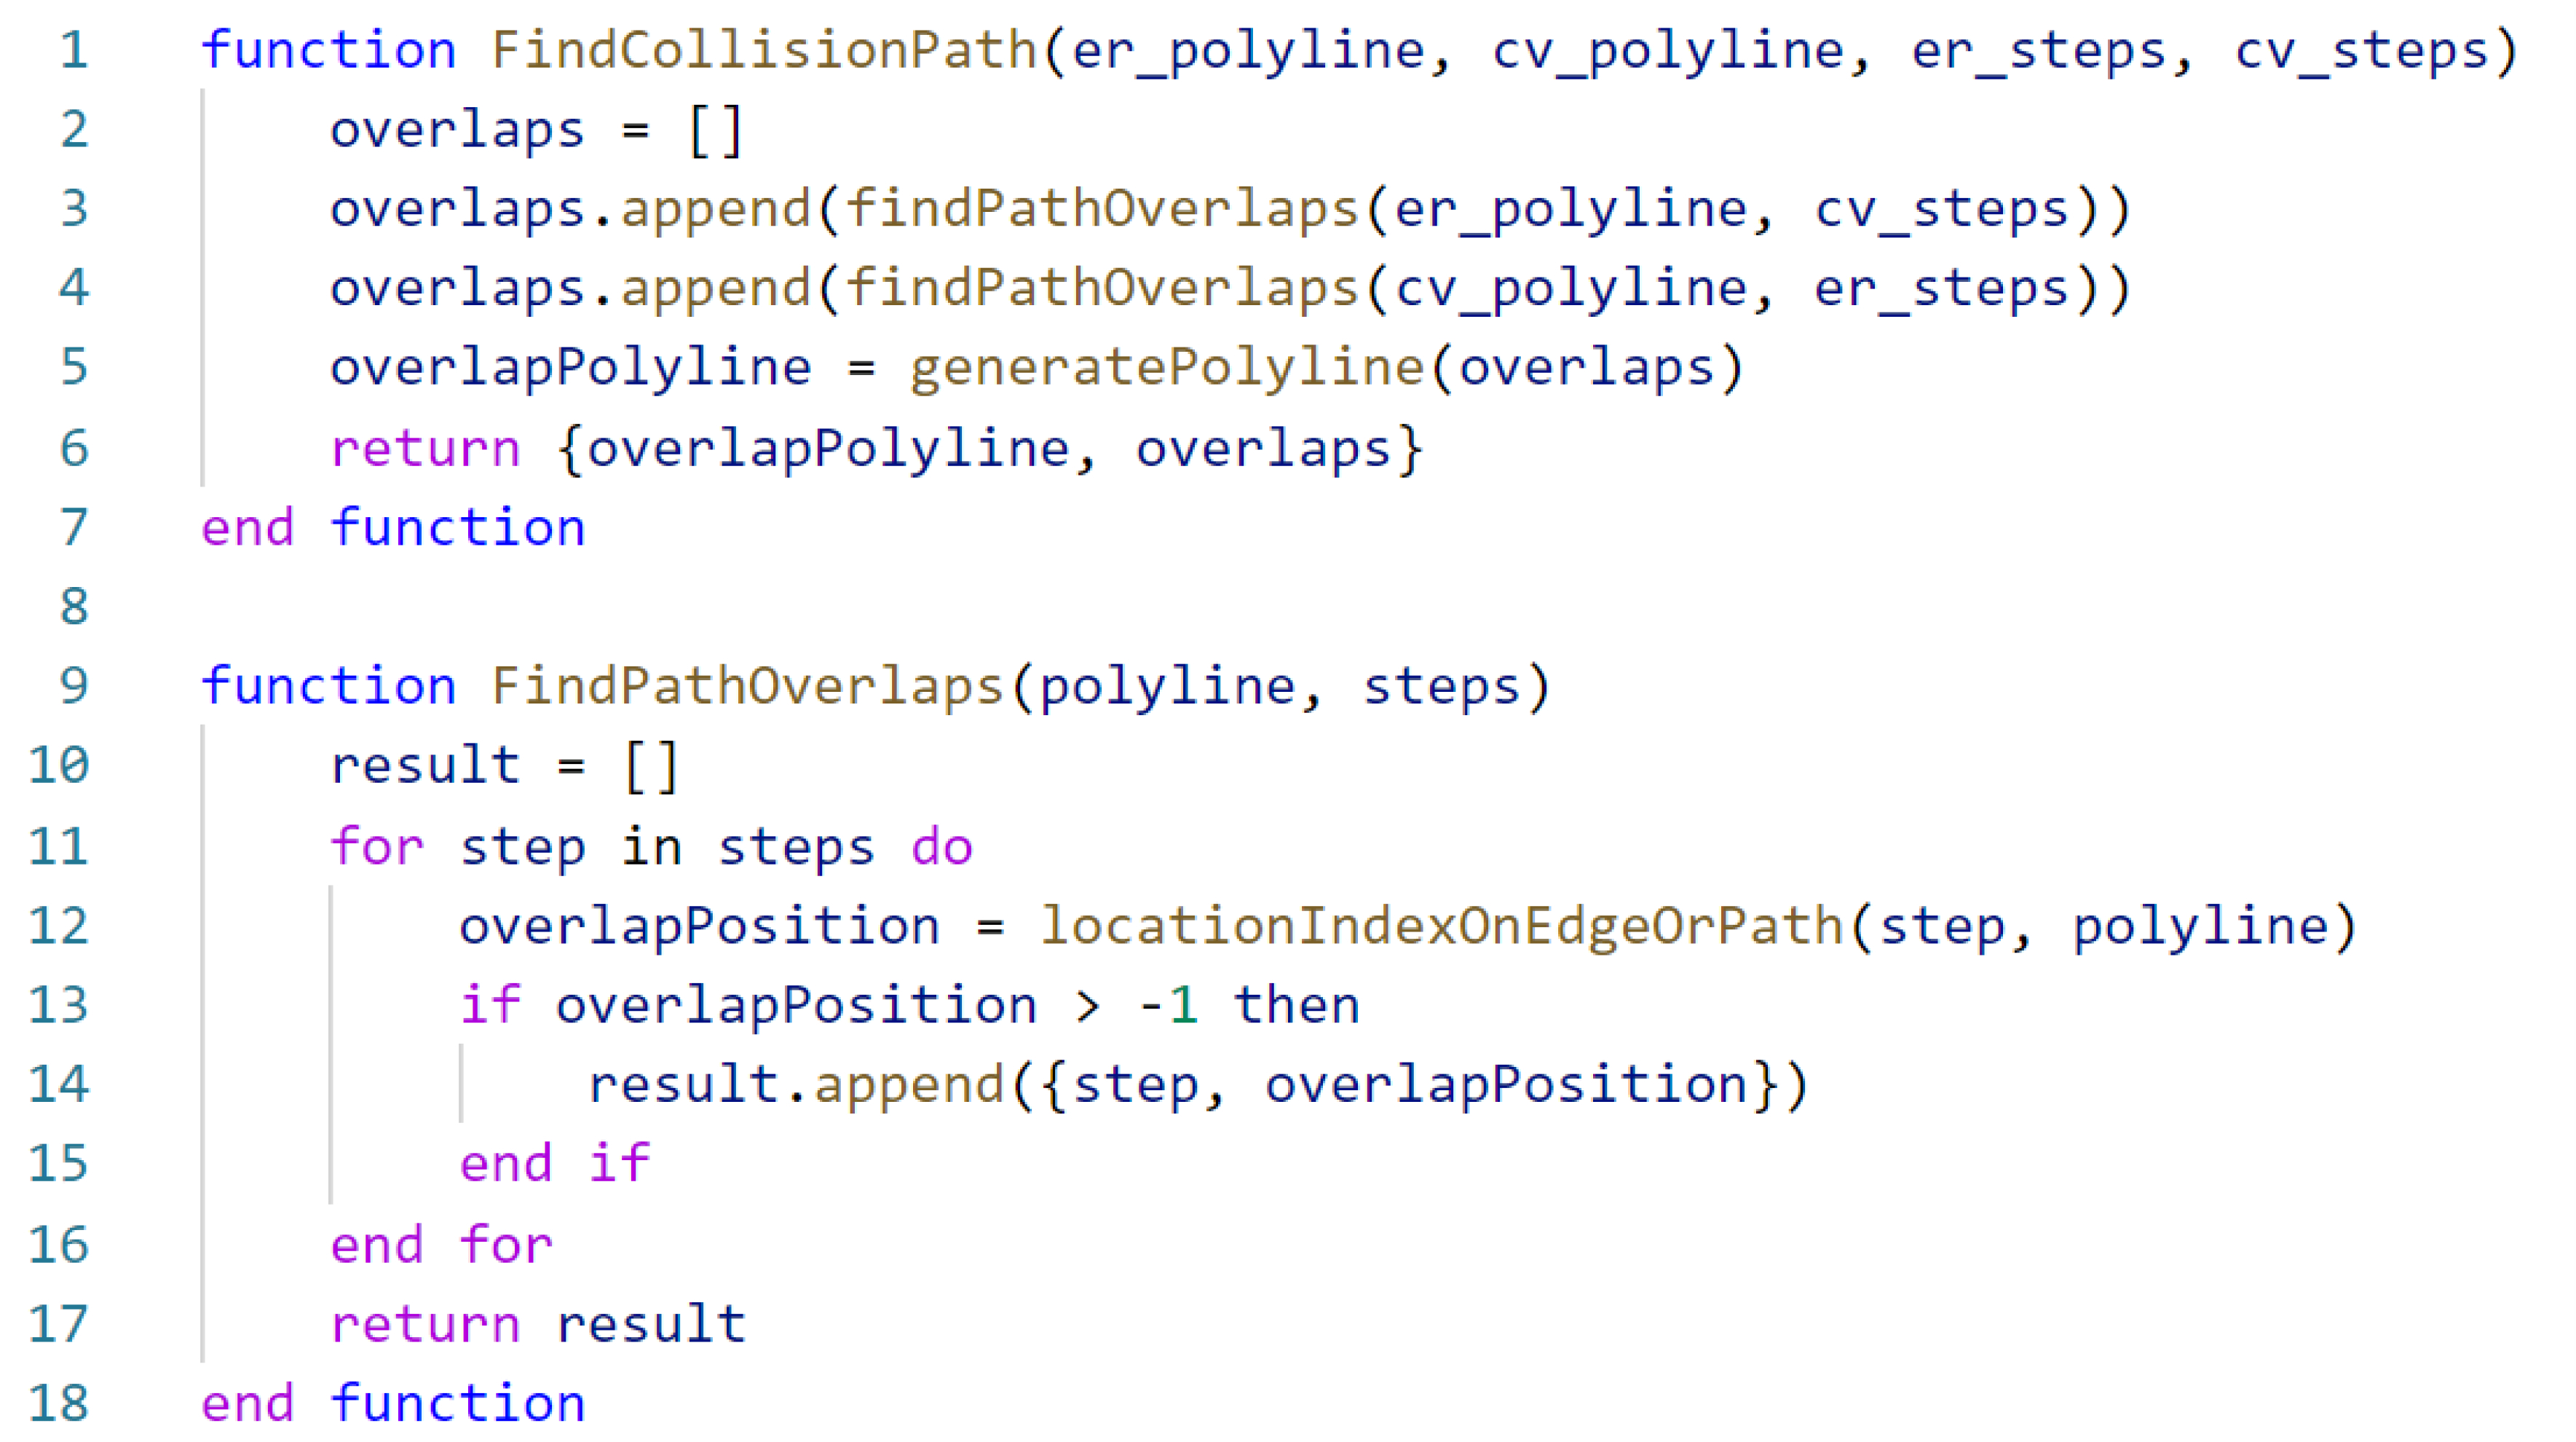 1 function FindCollisionPath(er_polyline, cv_polyline, er_steps, cv_steps)
2 overlaps = []
3 overlaps.append(findPathOverlaps(er_polyline, cv_steps))
4 overlaps.append(findPathOverlaps(cv_polyline, er_steps))
5 overlapPolyline = generatePolyline(overlaps)
6 return {overlapPolyline, overlaps}
7 end function
8
9 function FindPathOverlaps(polyline, steps)
10 result = []
11 for step in steps do
12 overlapPosition = locationIndexOnEdgeOrPath(step, polyline)
13 if overlapPosition > -1 then
14 result.append({step, overlapPosition})
15 end if
16 end for
17 return result
18 end function